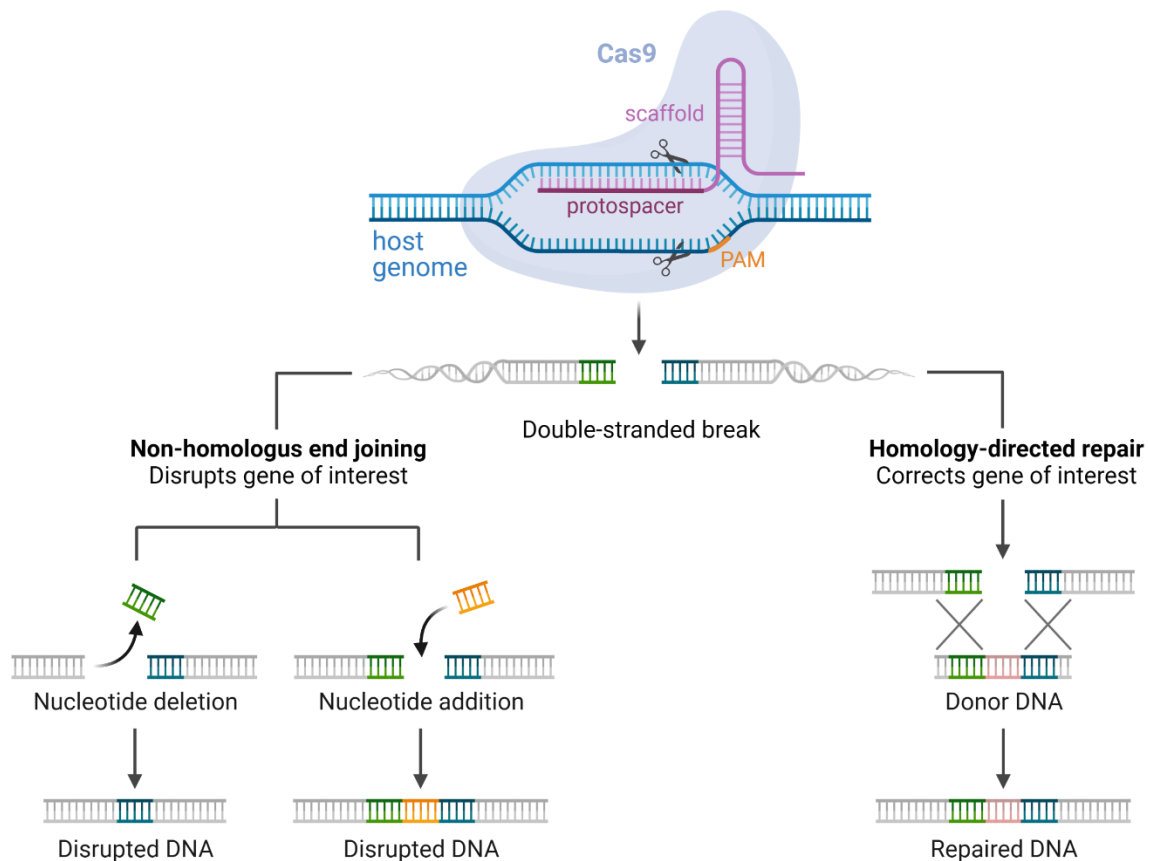 Cas9
scaffold
protospacer
host
genome
PAM
Double-stranded break
Non-homologus end joining
Disrupts gene of interest
Homology-directed repair
Corrects gene of interest
Nucleotide deletion
Nucleotide addition
Donor DNA
Disrupted DNA
Disrupted DNA
Repaired DNA